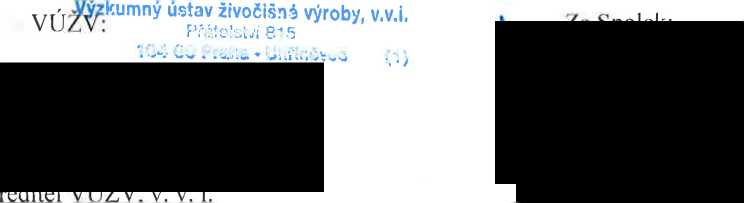 Výzkumný ústav živočišné výroby, v.v.i.
VÚŽV: Za Spolek:
Přátelství 815
104 00 Praha - Uhříněves (1)
ředitel VÚŽV, v. v. i.